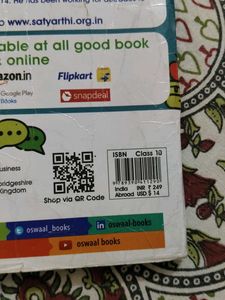 www.satyarthi.org.in
able at all good book
online
azon.in
Flipkart
Google Play
Books
snapdeal
usiness
bridgeshire
Kingdom
Shop via QR Code
ISBN Class 10
India INR ₹ 249
Abroad USD $ 14
oswaal_books
oswaal-books
oswaal books